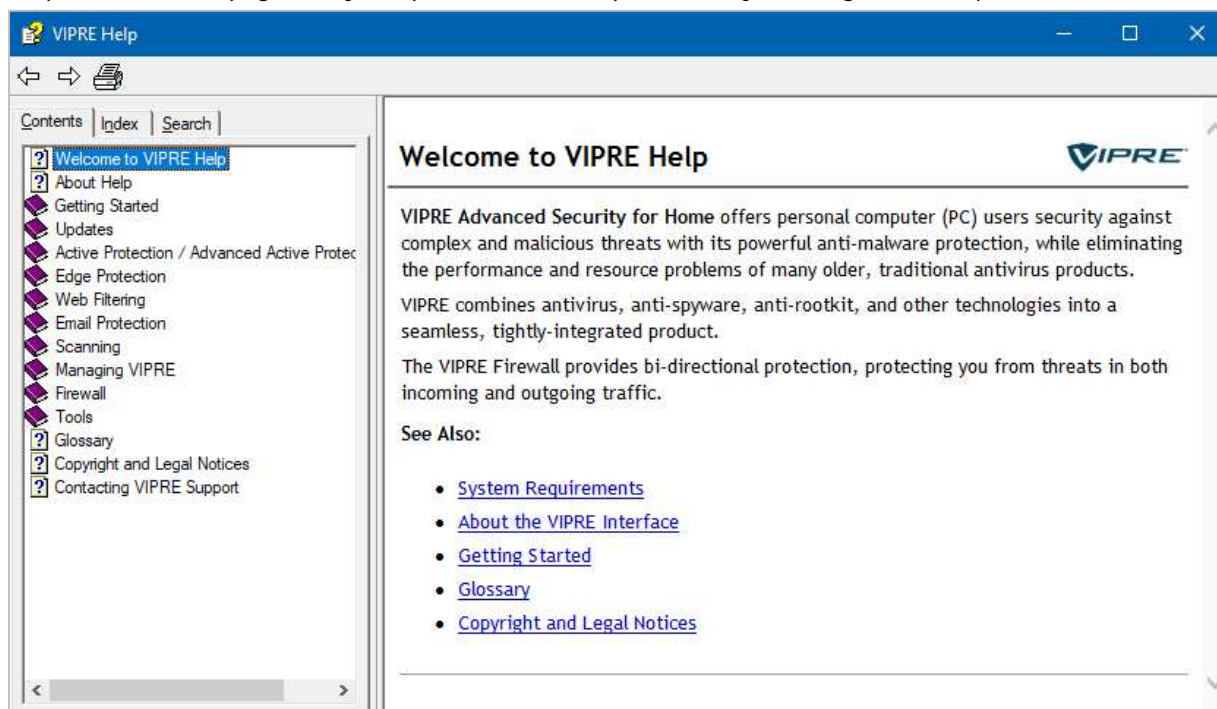 VIPRE Help
Contents
Index
Search
Welcome to VIPRE Help
About Help
Getting Started
Updates
Active Protection / Advanced Active Protec
Edge Protection
Web Filtering
Email Protection
Scanning
Managing VIPRE
Firewall
Tools
Glossary
Copyright and Legal Notices
Contacting VIPRE Support
Welcome to VIPRE Help
VIPRE
VIPRE Advanced Security for Home offers personal computer (PC) users security against
complex and malicious threats with its powerful anti-malware protection, while eliminating
the performance and resource problems of many older, traditional antivirus products.
VIPRE combines antivirus, anti-spyware, anti-rootkit, and other technologies into a
seamless, tightly-integrated product.
The VIPRE Firewall provides bi-directional protection, protecting you from threats in both
incoming and outgoing traffic.
See Also:
System Requirements
About the VIPRE Interface
Getting Started
Glossary
Copyright and Legal Notices